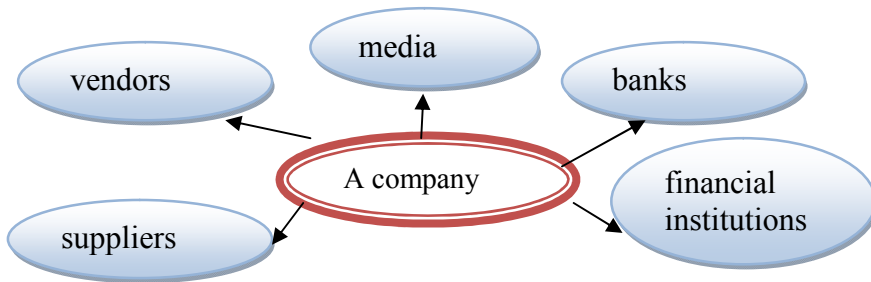 media
vendors
banks
A company
financial
institutions
suppliers